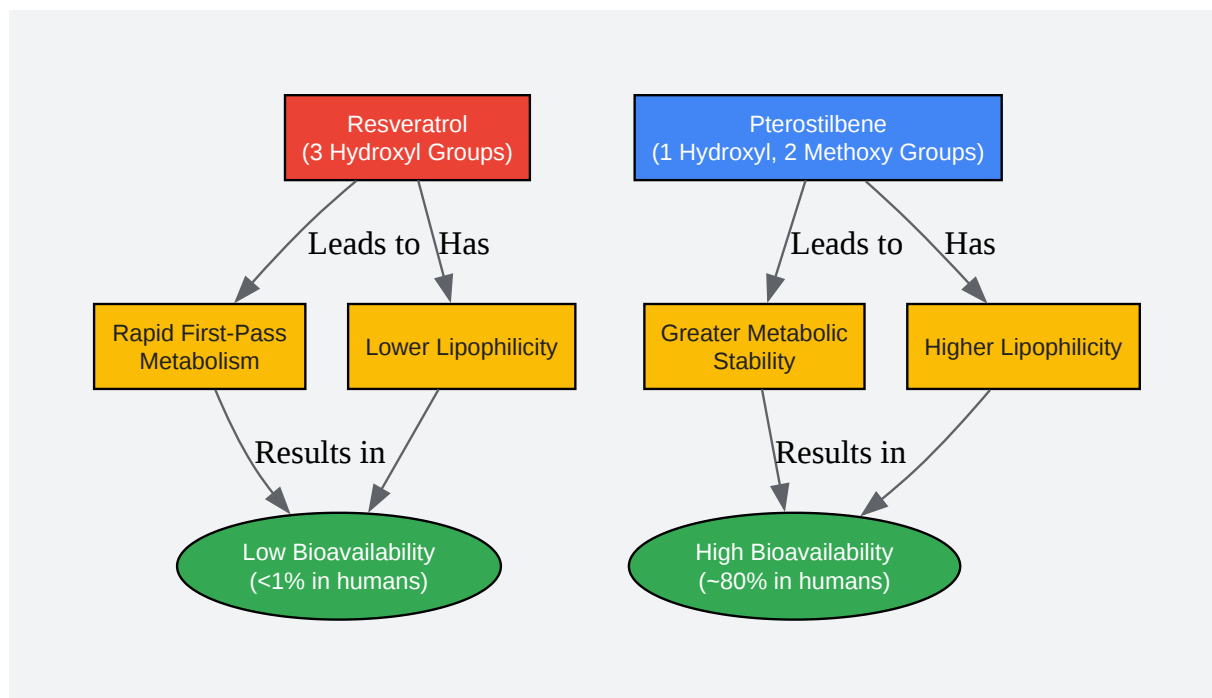 Resveratrol
(3 Hydroxyl Groups)
Pterostilbene
(1 Hydroxyl, 2 Methoxy Groups)
Leads to
Has
Leads to
Has
Rapid First-Pass
Metabolism
Lower Lipophilicity
Greater Metabolic
Stability
Higher Lipophilicity
Results in
Results in
Low Bioavailability
(<1% in humans)
High Bioavailability
(~80% in humans)